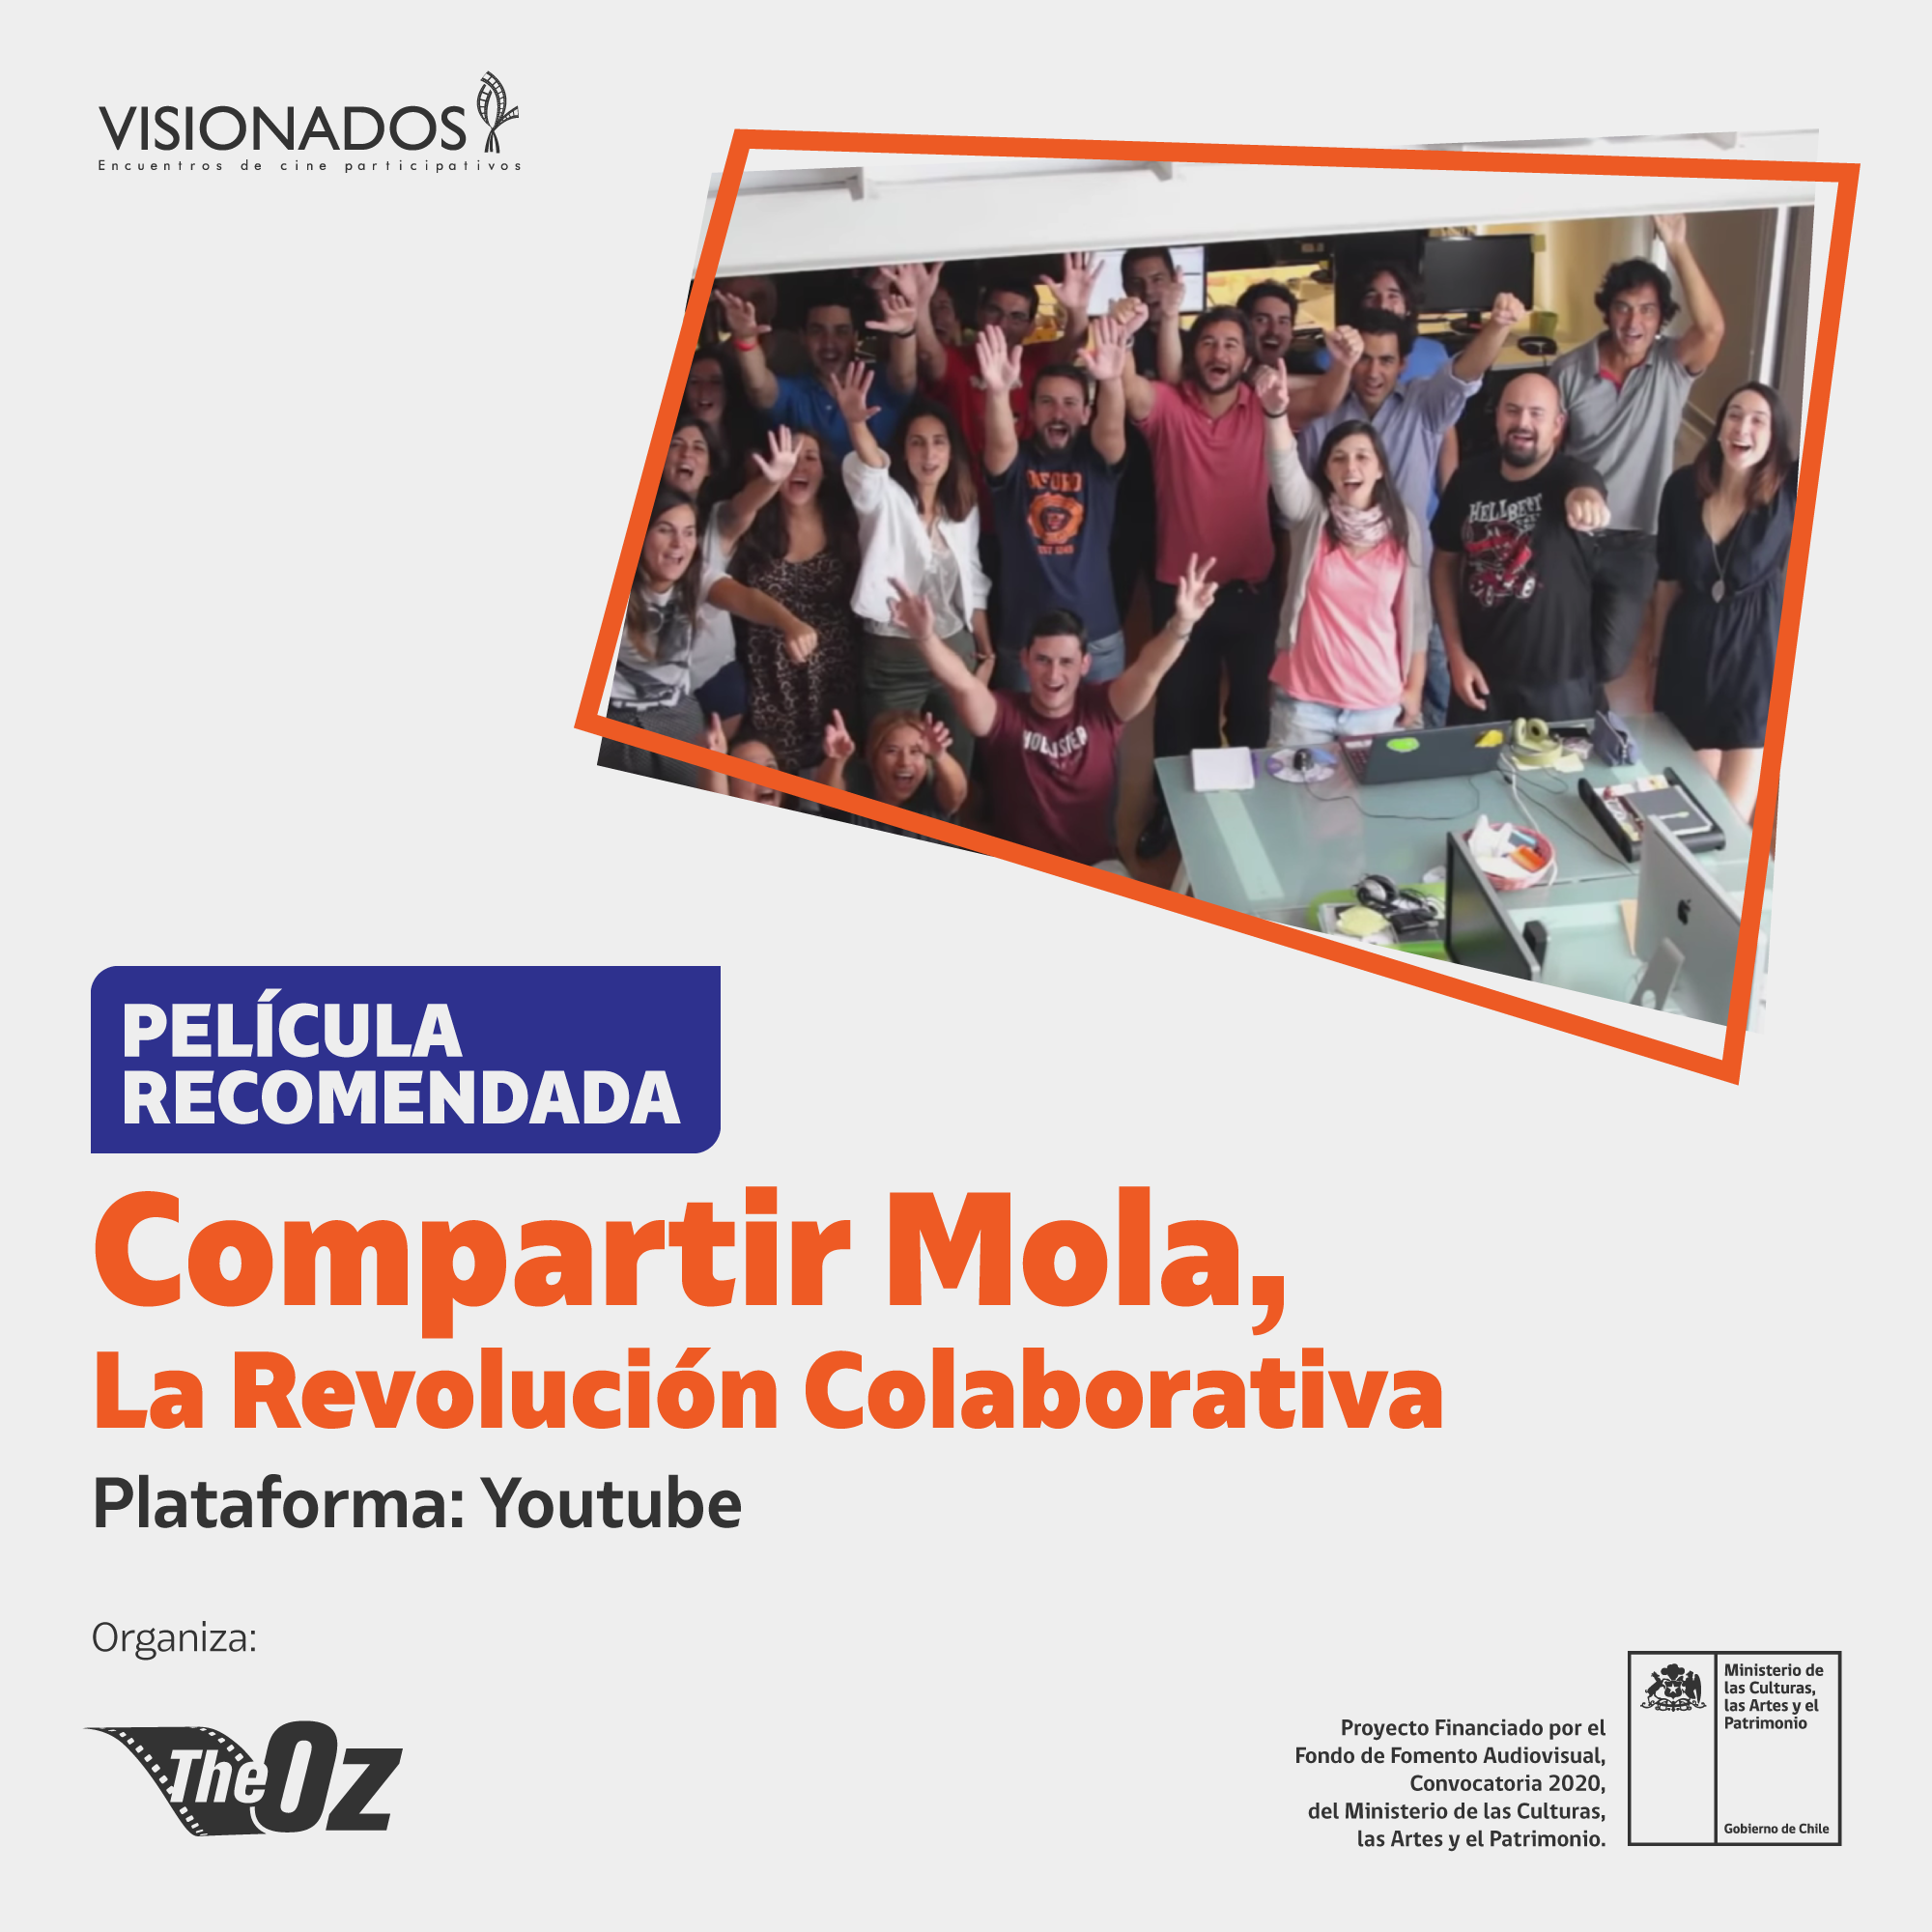 VISIONADOS
Encuentros de cine participativos
HOLLISTER
PELÍCULA
RECOMENDADA
Compartir Mola,
La Revolución Colaborativa
Plataforma: Youtube
Organiza:
The Oz
Proyecto Financiado por el
Fondo de Fomento Audiovisual,
Convocatoria 2020,
del Ministerio de las Culturas,
las Artes y el Patrimonio.
Ministerio de
las Culturas,
las Artes y el
Patrimonio
Gobierno de Chile